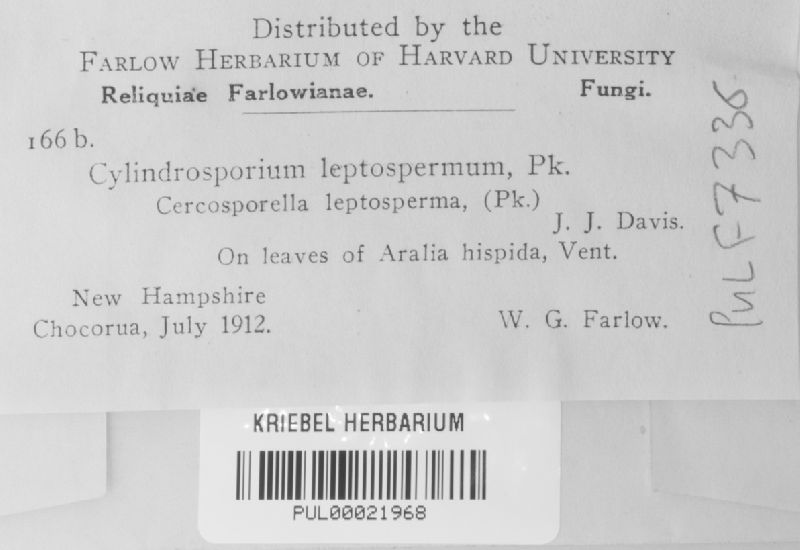 Distributed by the
FARLOW HERBARIUM OF HARVARD UNIVERSITY
Reliquiae Farlowianae. Fungi.
166 b.
Cylindrosporium leptospermum, Pk.
Cercosporella leptosperma, (Pk.)
J. J. Davis.
On leaves of Aralia hispida, Vent.
New Hampshire
Chocorua, July 1912. W. G. Farlow.
PUL F7336
KRIEBEL HERBARIUM
PUL00021968